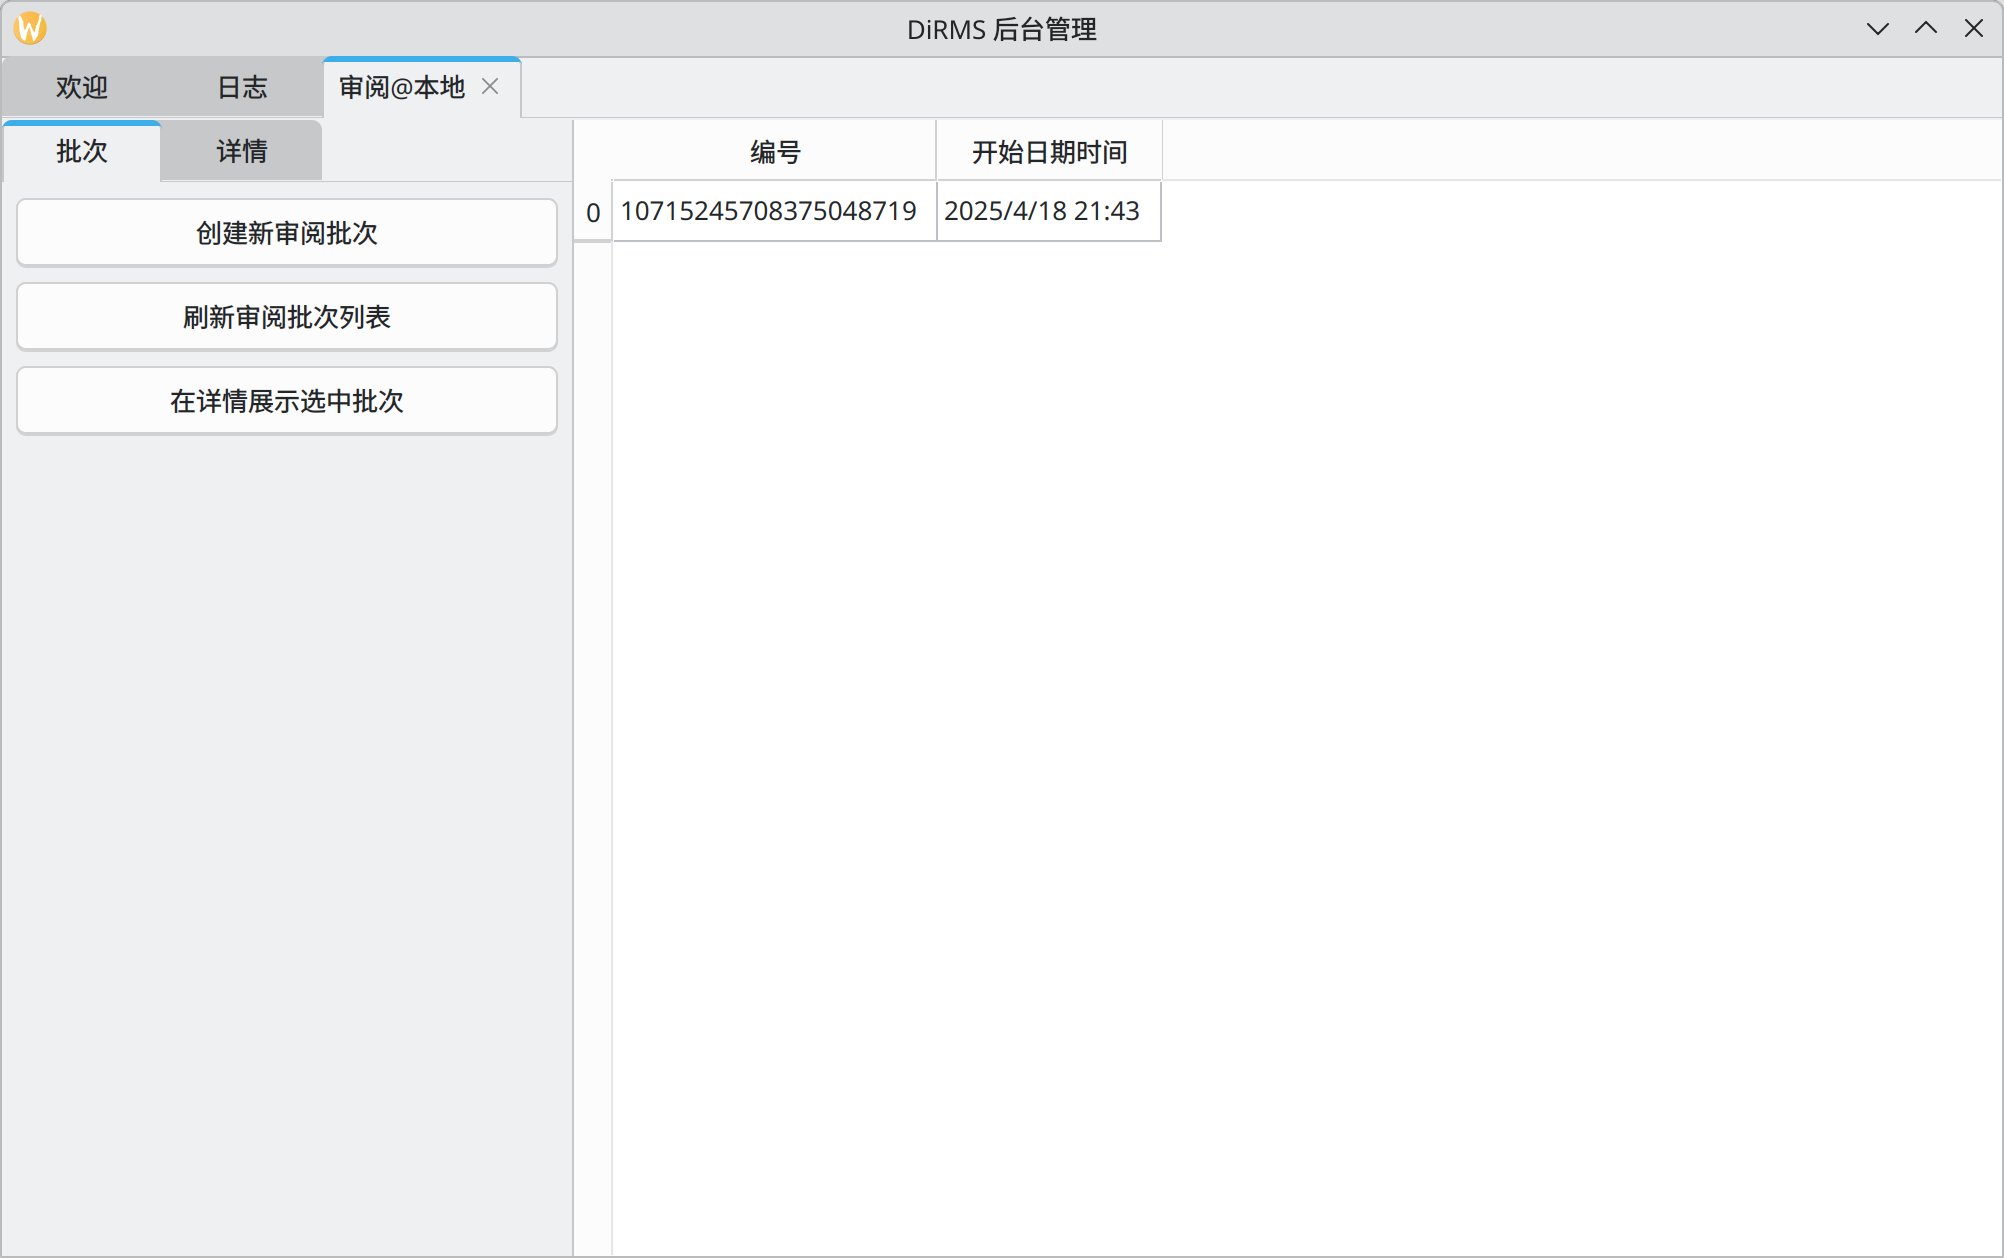 DiRMS 后台管理
欢迎 日志 审阅@本地
批次 详情
创建新审阅批次
刷新审阅批次列表
在详情展示选中批次
编号 开始日期时间
0 10715245708375048719 2025/4/18 21:43